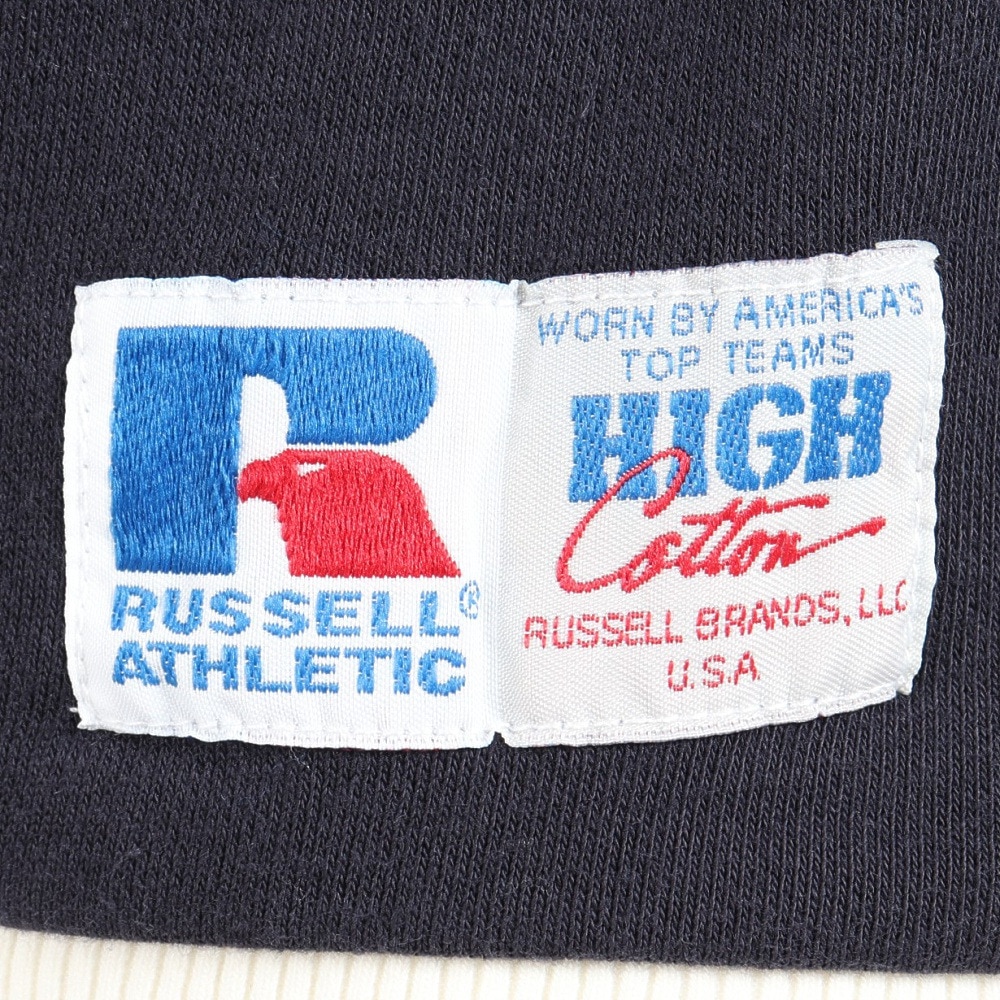 RUSSELL®
ATHLETIC
WORN BY AMERICA'S
TOP TEAMS
HIGH
Cotton
RUSSELL BRANDS, LLC
U.S.A